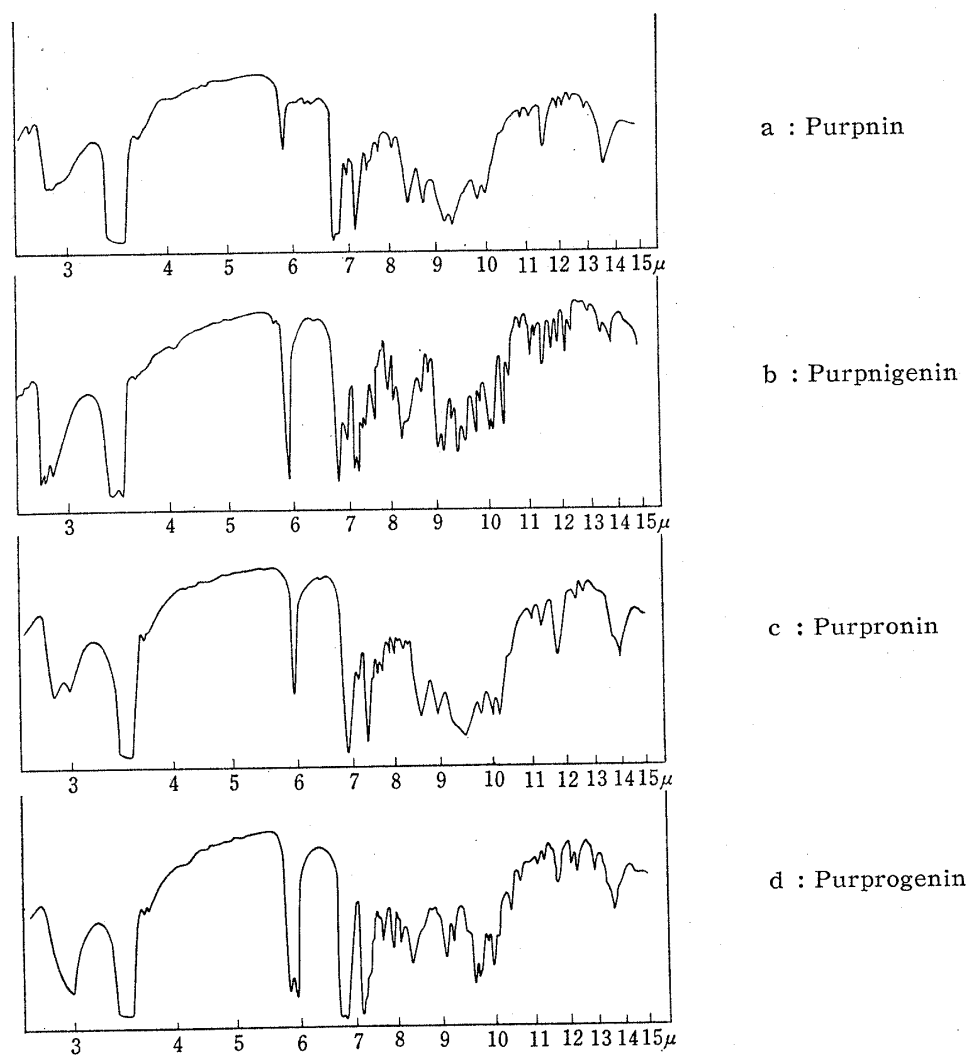 a : Purpnin
3 4 5 6 7 8 9 10 11 12 13 14 15μ
b : Purpnigenin
3 4 5 6 7 8 9 10 11 12 13 14 15μ
c : Purpronin
3 4 5 6 7 8 9 10 11 12 13 14 15μ
d : Purprogenin
3 4 5 6 7 8 9 10 11 12 13 14 15μ